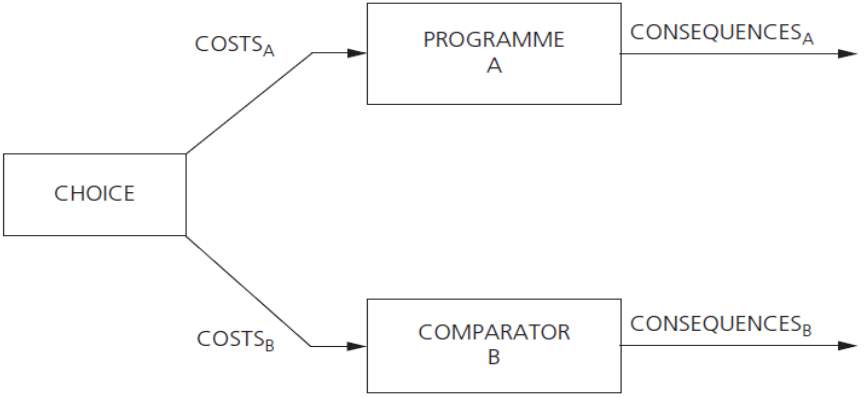 COSTS_A
PROGRAMME
A
CONSEQUENCES_A
CHOICE
COSTS_B
COMPARATOR
B
CONSEQUENCES_B